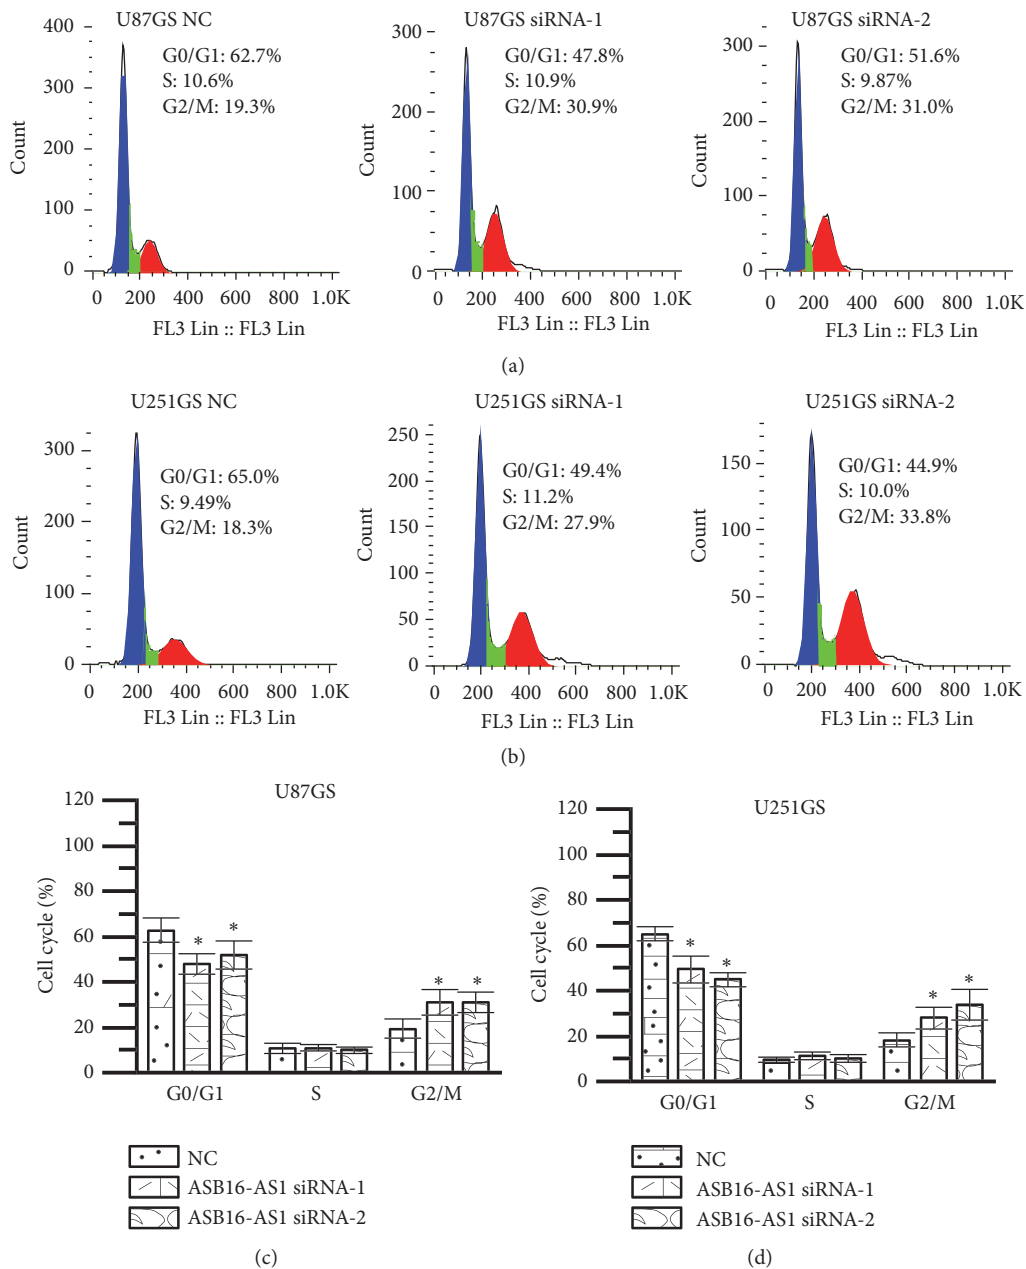 U87GS NC
400
300
200
100
0
Count
G0/G1: 62.7%
S: 10.6%
G2/M: 19.3%
0 200 400 600 800 1.0K
FL3 Lin :: FL3 Lin
U87GS siRNA-1
300
200
100
0
Count
G0/G1: 47.8%
S: 10.9%
G2/M: 30.9%
0 200 400 600 800 1.0K
FL3 Lin :: FL3 Lin
U87GS siRNA-2
300
200
100
0
Count
G0/G1: 51.6%
S: 9.87%
G2/M: 31.0%
0 200 400 600 800 1.0K
FL3 Lin :: FL3 Lin
(a)
U251GS NC
300
200
100
0
Count
G0/G1: 65.0%
S: 9.49%
G2/M: 18.3%
0 200 400 600 800 1.0K
FL3 Lin :: FL3 Lin
U251GS siRNA-1
250
200
150
100
50
0
Count
G0/G1: 49.4%
S: 11.2%
G2/M: 27.9%
0 200 400 600 800 1.0K
FL3 Lin :: FL3 Lin
U251GS siRNA-2
150
100
50
0
Count
G0/G1: 44.9%
S: 10.0%
G2/M: 33.8%
0 200 400 600 800 1.0K
FL3 Lin :: FL3 Lin
(b)
U87GS
120
100
80
60
40
20
0
Cell cycle (%)
* *
* *
G0/G1 S G2/M
NC
ASB16-AS1 siRNA-1
ASB16-AS1 siRNA-2
(c)
U251GS
120
100
80
60
40
20
0
Cell cycle (%)
* *
* *
G0/G1 S G2/M
NC
ASB16-AS1 siRNA-1
ASB16-AS1 siRNA-2
(d)